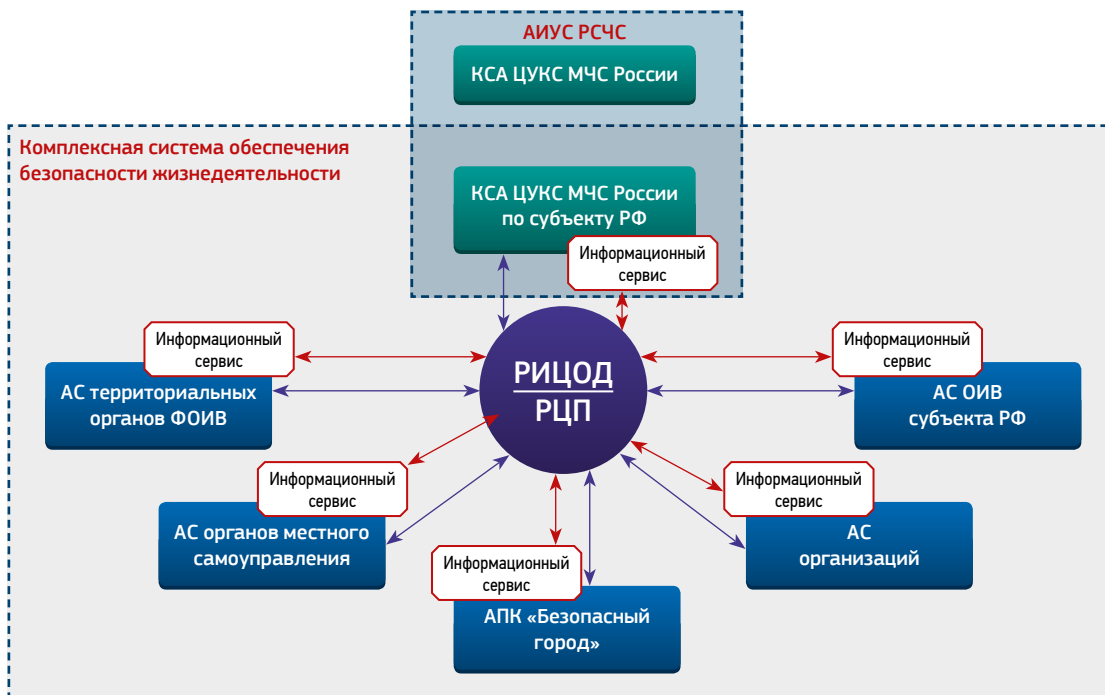 АИУС РСЧС
КСА ЦУКС МЧС России
Комплексная система обеспечения
безопасности жизнедеятельности
КСА ЦУКС МЧС России
по субъекту РФ
Информационный
сервис
Информационный
сервис
АС территориальных
органов ФОИВ
РИЦОД
РЦП
Информационный
сервис
АС ОИВ
субъекта РФ
Информационный
сервис
АС органов местного
самоуправления
Информационный
сервис
АПК «Безопасный
город»
Информационный
сервис
АС
организаций